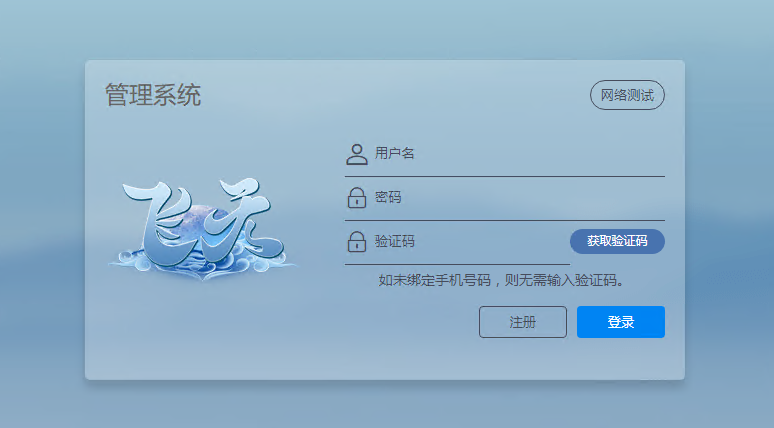 管理系统
网络测试
飞天
用户名
密码
验证码
获取验证码
如未绑定手机号码，则无需输入验证码。
注册
登录